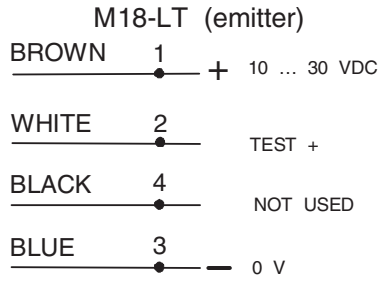 M18-LT (emitter)
BROWN 1 + 10 ... 30 VDC
WHITE 2 TEST +
BLACK 4 NOT USED
BLUE 3 – 0 V